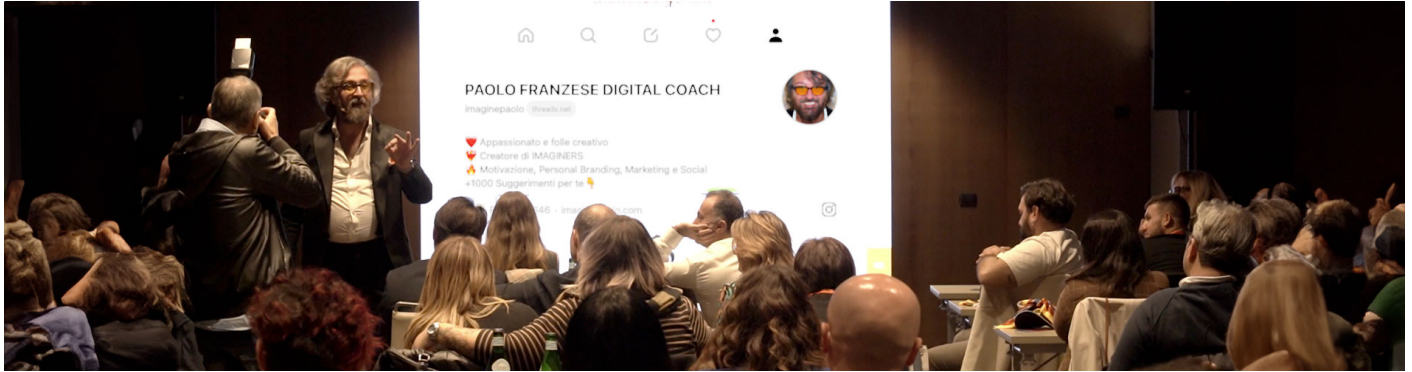 PAOLO FRANZESE DIGITAL COACH
imaginepaolo threads.net
Appassionato e folle creativo
Creatore di IMAGINERS
Motivazione, Personal Branding, Marketing e Social
+1000 Suggerimenti per te